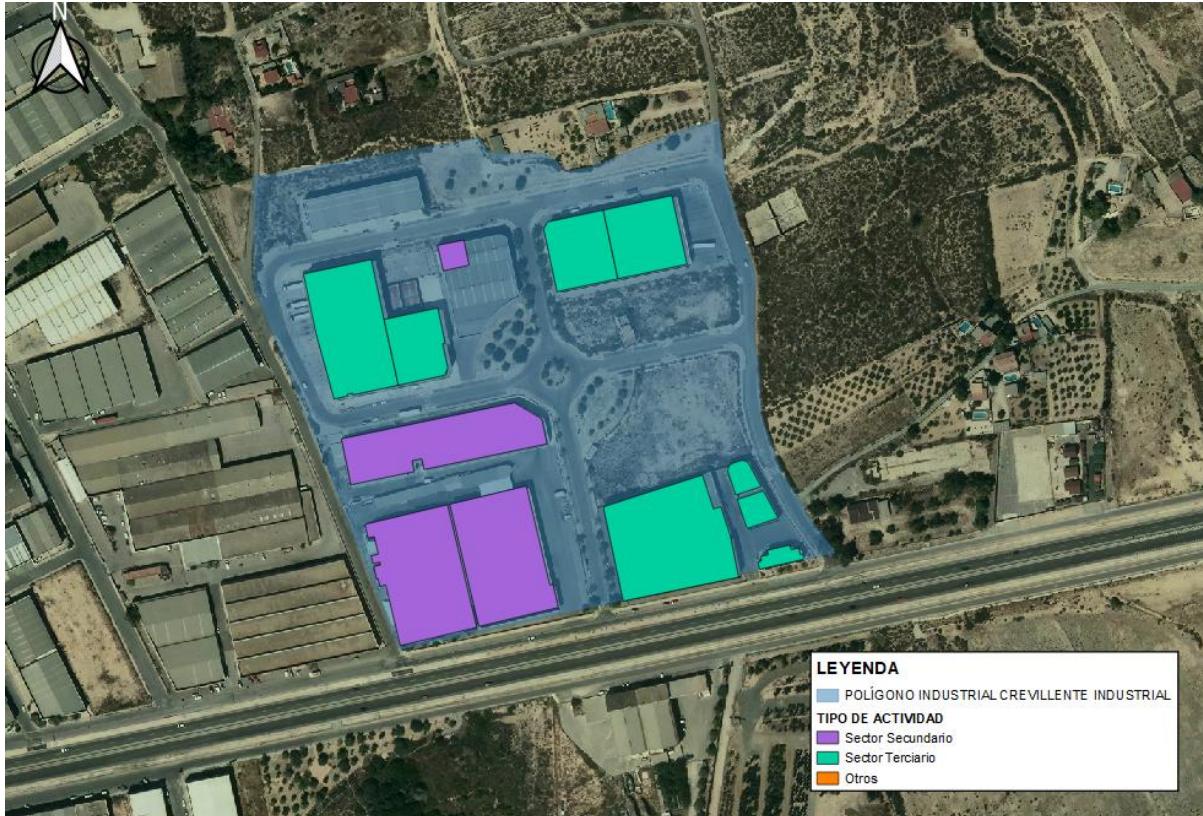 N
LEYENDA
POLÍGONO INDUSTRIAL CREVILLENTE INDUSTRIAL
TIPO DE ACTIVIDAD
Sector Secundario
Sector Terciario
Otros